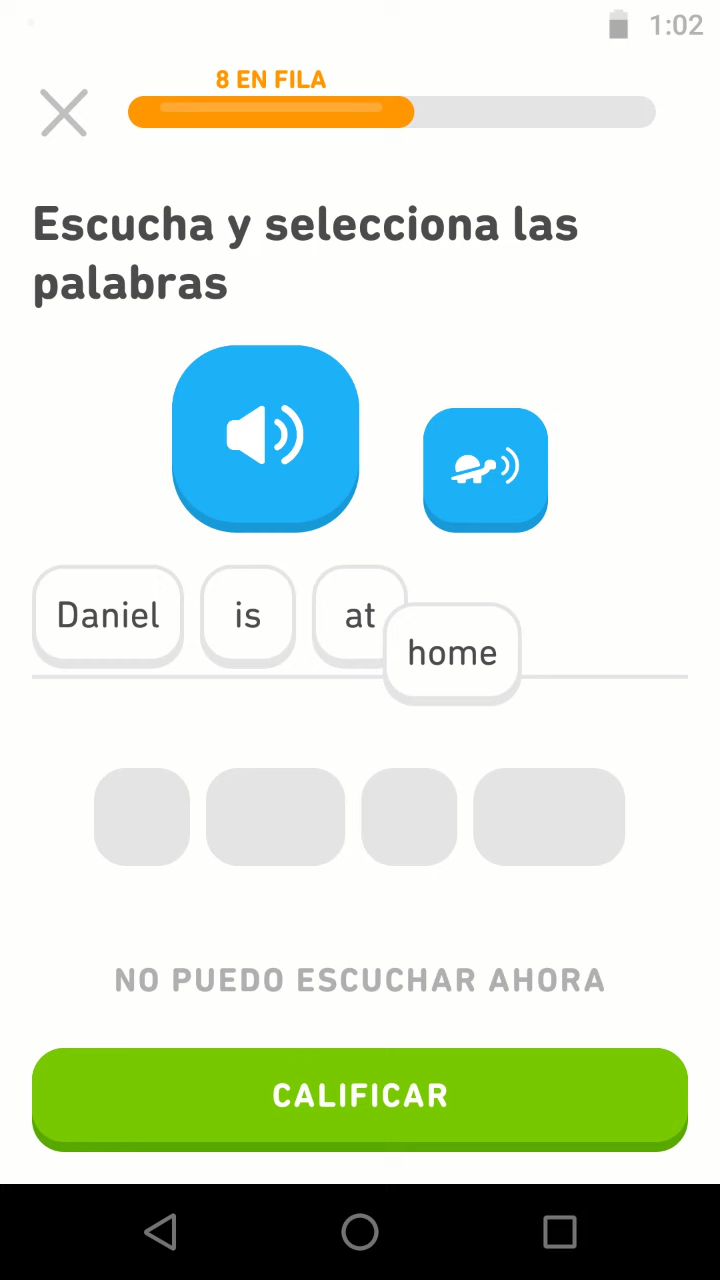 1:02
8 EN FILA
Escucha y selecciona las
palabras
Daniel is at home
NO PUEDO ESCUCHAR AHORA
CALIFICAR